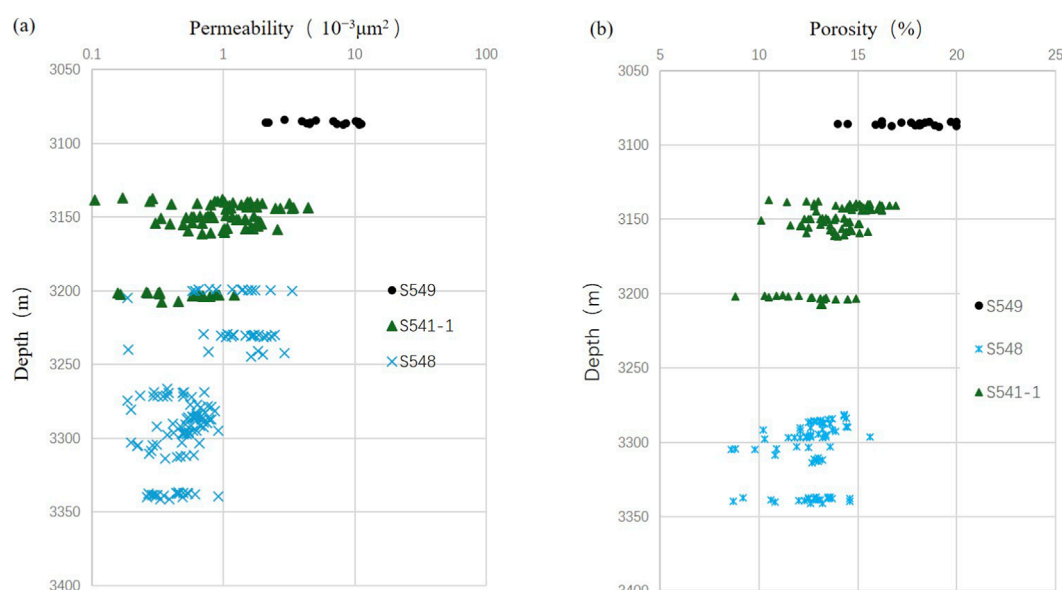 (a) Permeability ( 10⁻³μm²)
0.1 1 10 100
3050
3100
3150
3200
3250
3300
3350
3400
Depth (m)
S549
S541-1
S548
(b) Porosity (%)
5 10 15 20 25
3050
3100
3150
3200
3250
3300
3350
3400
Depth (m)
S549
S548
S541-1